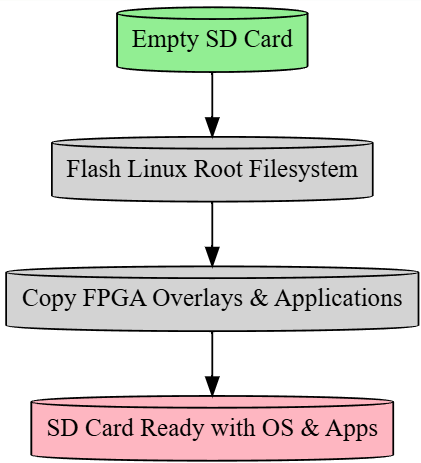 Empty SD Card
Flash Linux Root Filesystem
Copy FPGA Overlays & Applications
SD Card Ready with OS & Apps